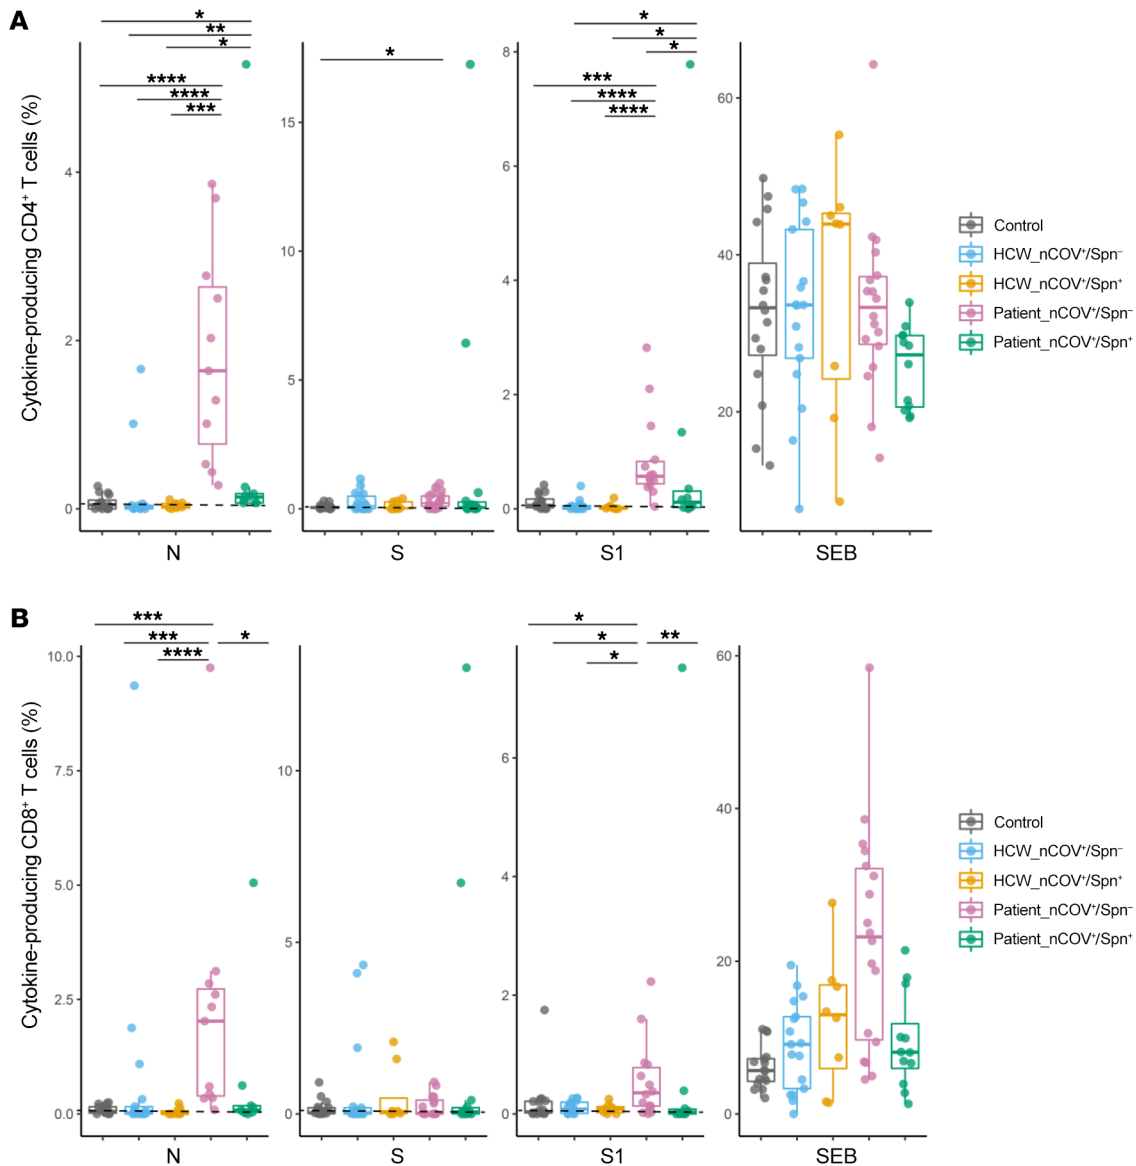 A
*
**
*
****
****
***
*
*
*
*
***
****
****
Cytokine-producing CD4⁺ T cells (%)
4
2
0
15
10
5
0
8
6
4
2
0
60
40
20
N
S
S1
SEB
Control
HCW_nCOV⁺/Spn⁻
HCW_nCOV⁺/Spn⁺
Patient_nCOV⁺/Spn⁻
Patient_nCOV⁺/Spn⁺
B
***
***
*
****
*
*
**
*
Cytokine-producing CD8⁺ T cells (%)
10.0
7.5
5.0
2.5
0.0
10
5
0
6
4
2
0
60
40
20
0
N
S
S1
SEB
Control
HCW_nCOV⁺/Spn⁻
HCW_nCOV⁺/Spn⁺
Patient_nCOV⁺/Spn⁻
Patient_nCOV⁺/Spn⁺